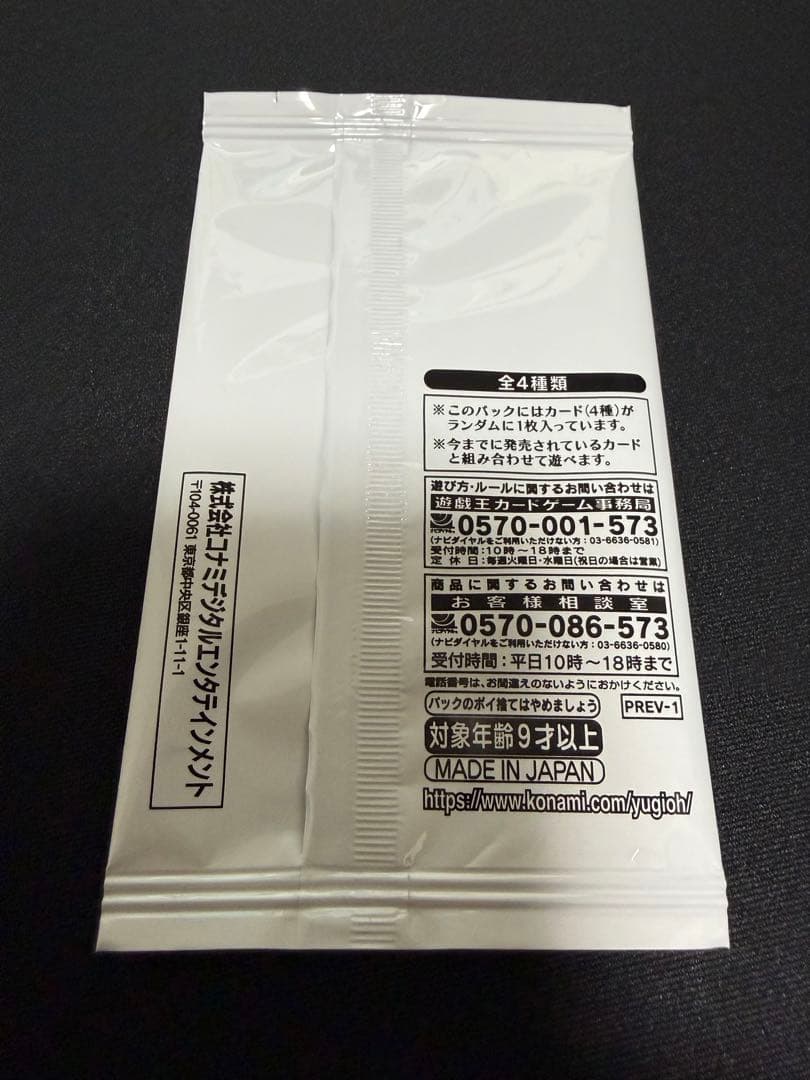 全4種類
※このパックにはカード(4種)が
ランダムに1枚入っています。
※今までに発売されているカード
と組み合わせて遊べます。
遊び方・ルールに関するお問い合わせは
遊戯王カードゲーム事務局
0570-001-573
(ナビダイヤルをご利用いただけない方:03-6636-0581)
受付時間:10時～18時まで
定休日:毎週火曜日・水曜日(祝日の場合は営業)
商品に関するお問い合わせは
お客様相談室
0570-086-573
(ナビダイヤルをご利用いただけない方:03-6636-0580)
受付時間:平日10時～18時まで
電話番号は、お間違えのないようにおかけください。
パックのポイ捨てはやめましょう
PREV-1
対象年齢9才以上
MADE IN JAPAN
https://www.konami.com/yugioh/
株式会社コナミデジタルエンタテインメント
〒104-0061 東京都中央区銀座1-11-1